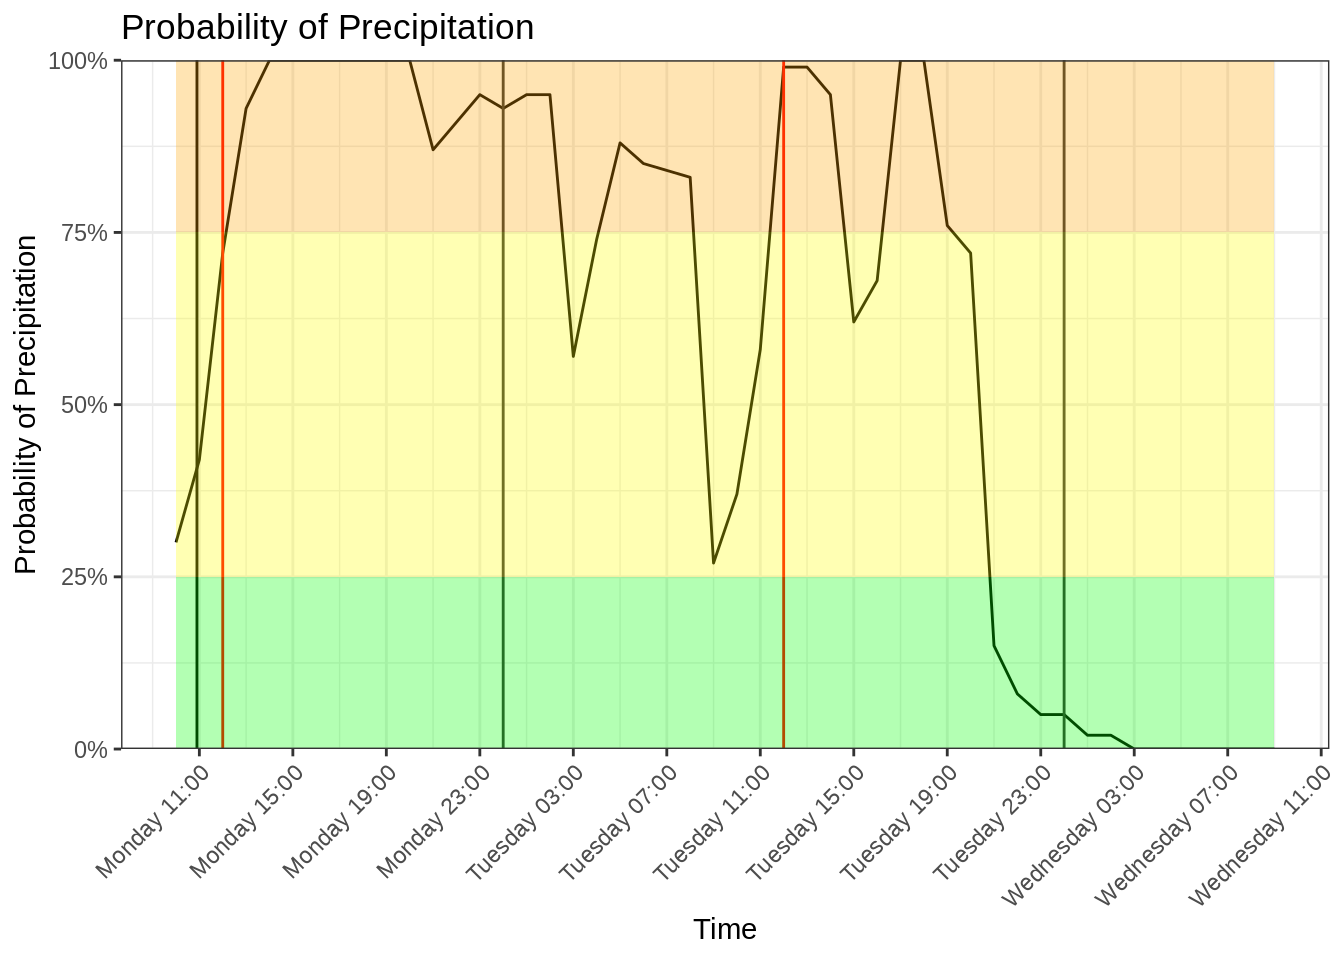 Probability of Precipitation
100%
75%
50%
25%
0%
Probability of Precipitation
Monday 11:00
Monday 15:00
Monday 19:00
Monday 23:00
Tuesday 03:00
Tuesday 07:00
Tuesday 11:00
Tuesday 15:00
Tuesday 19:00
Tuesday 23:00
Wednesday 03:00
Wednesday 07:00
Wednesday 11:00
Time